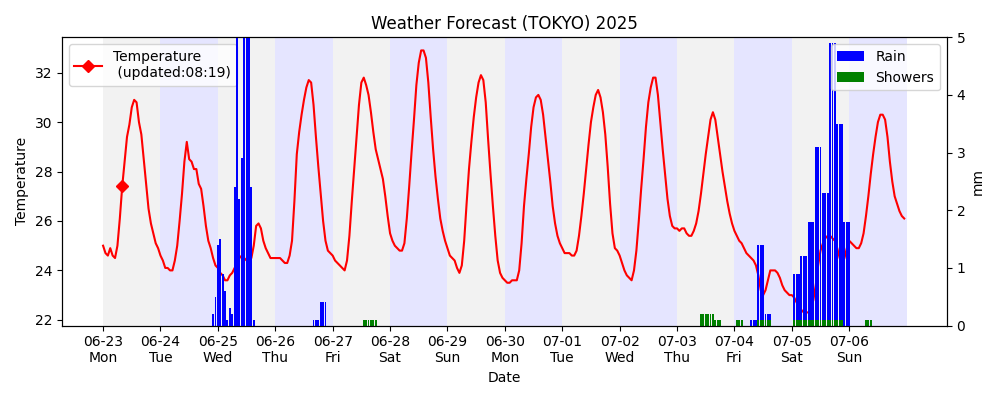 Weather Forecast (TOKYO) 2025
Temperature
(updated:08:19)
Rain
Showers
Temperature
32
30
28
26
24
22
5
4
3
2
1
0
mm
06-23 06-24 06-25 06-26 06-27 06-28 06-29 06-30 07-01 07-02 07-03 07-04 07-05 07-06
Mon Tue Wed Thu Fri Sat Sun Mon Tue Wed Thu Fri Sat Sun
Date